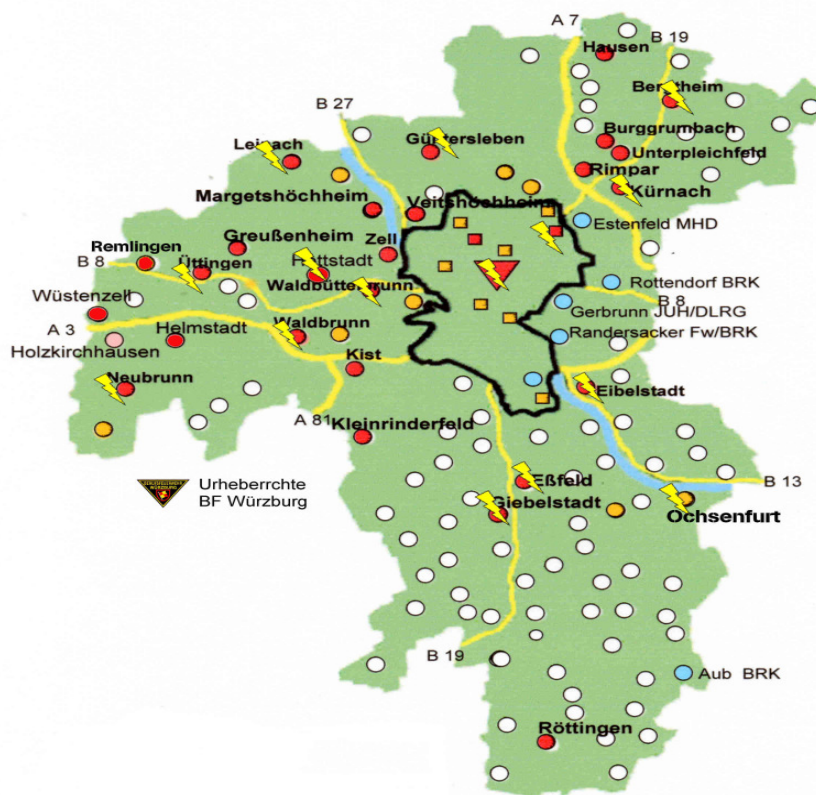 A 7
B 19
Hausen
Bergtheim
B 27
Burggrumbach
Güntersleben
Leinach
Unterpleichfeld
Rimpar
Kürnach
Margetshöchheim
Veitshöchheim
Estenfeld MHD
Greußenheim
Zell
Remlingen
Hettstadt
B 8
Üttingen
Rottendorf BRK
Waldbüttelbrunn
B 8
Wüstenzell
Gerbrunn JUH/DLRG
A 3
Helmstadt
Waldbrunn
Randersacker Fw/BRK
Holzkirchhausen
Kist
Neubrunn
Eibelstadt
A 81
Kleinrinderfeld
Eßfeld
B 13
Urheberrchte
BF Würzburg
Giebelstadt
Ochsenfurt
B 19
Aub BRK
Röttingen